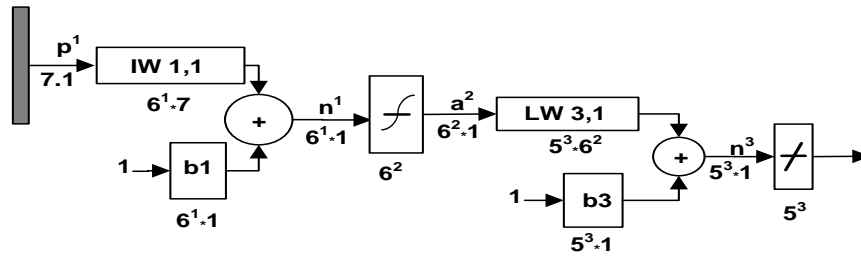 p¹
7.1
IW 1,1
6¹*7
+
1
b1
6¹*1
n¹
6¹*1
6²
a²
6²*1
LW 3,1
5³*6²
+
1
b3
5³*1
n³
5³*1
5³